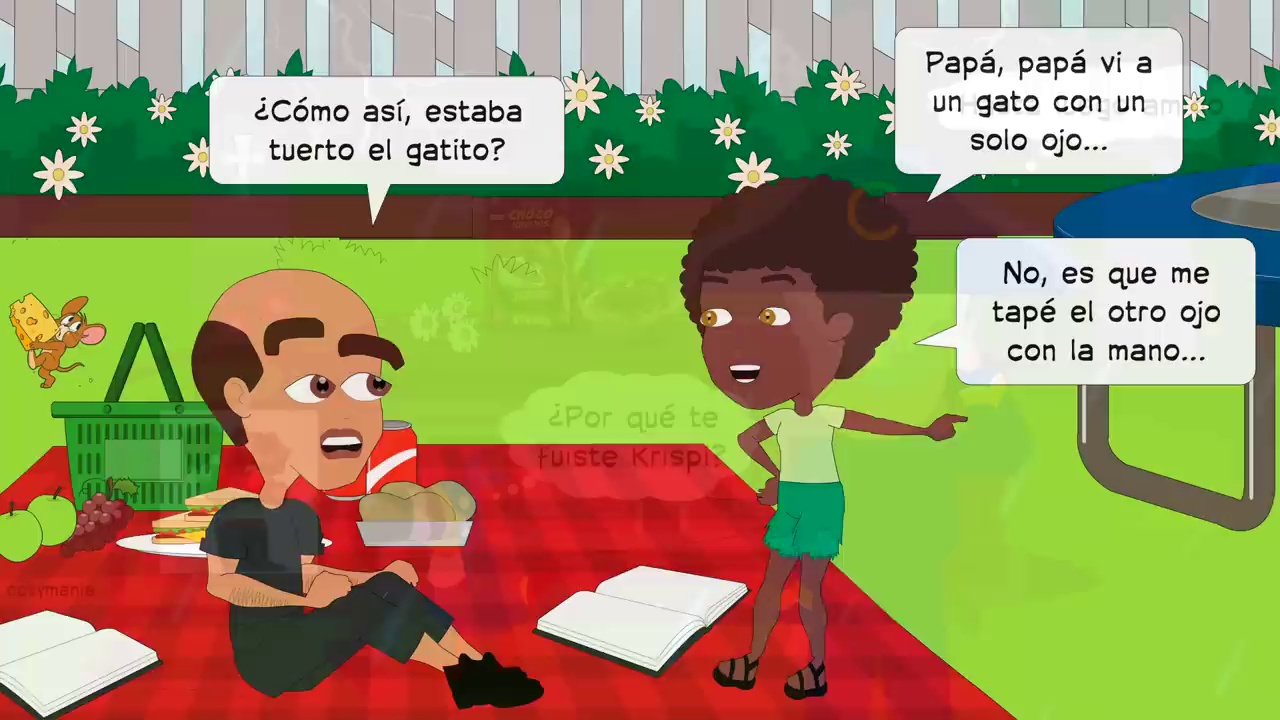 Papá, papá vi a
un gato con un
solo ojo...
¿Cómo así, estaba
tuerto el gatito?
No, es que me
tapé el otro ojo
con la mano...
¿Por qué te
fuiste Krispi?
cosymania